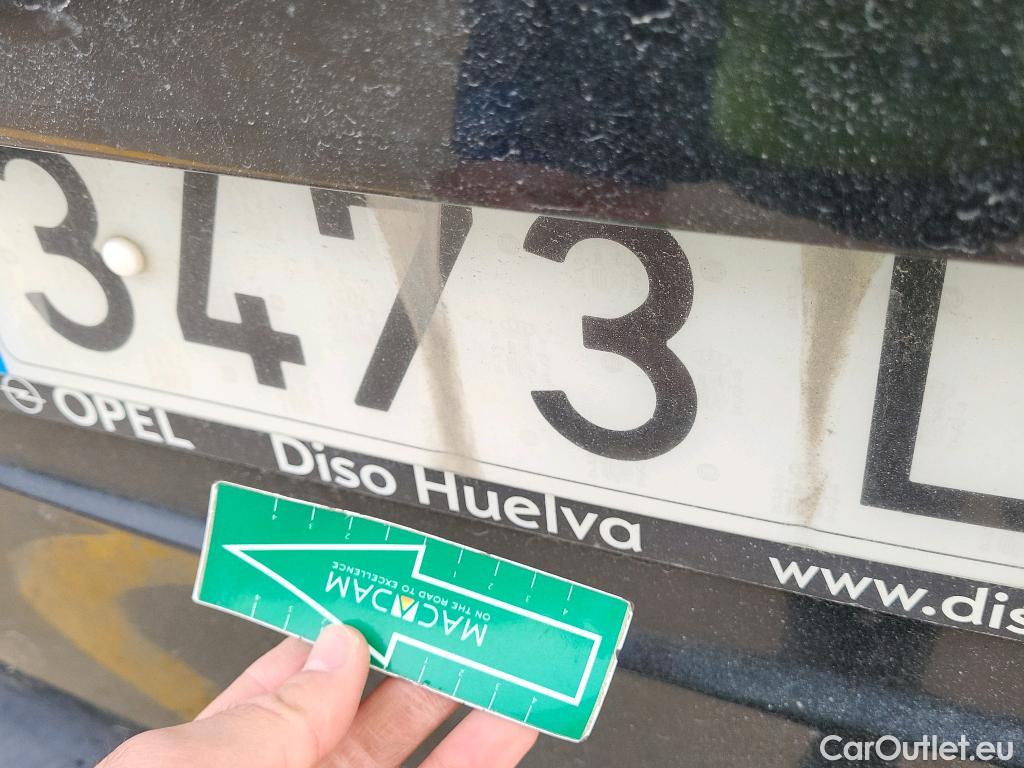 3473 L
OPEL Diso Huelva www.dis
MACADAM
ON THE ROAD TO EXCELLENCE
CarOutlet.eu